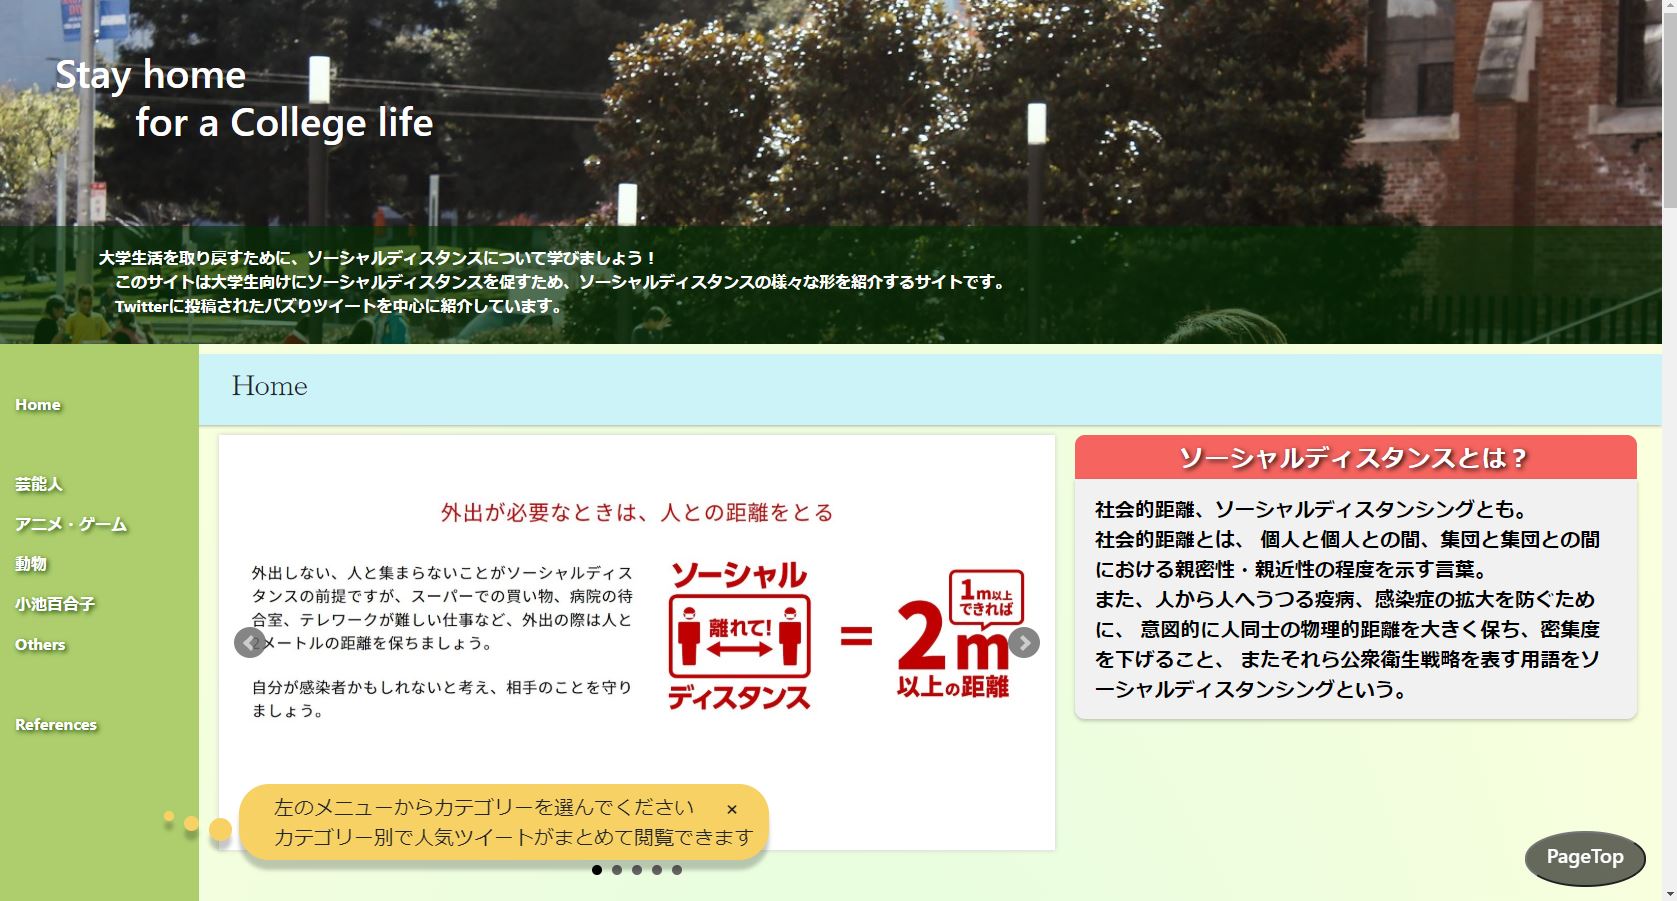 Stay home
for a College life
大学生活を取り戻すために、ソーシャルディスタンスについて学びましょう！
このサイトは大学生向けにソーシャルディスタンスを促すため、ソーシャルディスタンスの様々な形を紹介するサイトです。
Twitterに投稿されたバズりツイートを中心に紹介しています。
Home
芸能人
アニメ・ゲーム
動物
小池百合子
Others
References
Home
外出が必要なときは、人との距離をとる
外出しない、人と集まらないことがソーシャルディス
タンスの前提ですが、スーパーでの買い物、病院の待
合室、テレワークが難しい仕事など、外出の際は人と
2メートルの距離を保ちましょう。
自分が感染者かもしれないと考え、相手のことを守り
ましょう。
ソーシャル
離れて!
ディスタンス
=
1m以上
できれば
2m
以上の距離
ソーシャルディスタンスとは？
社会的距離、ソーシャルディスタンシングとも。
社会的距離とは、 個人と個人との間、集団と集団との間
における親密性・親近性の程度を示す言葉。
また、人から人へうつる疫病、感染症の拡大を防ぐため
に、 意図的に人同士の物理的距離を大きく保ち、密集度
を下げること、 またそれら公衆衛生戦略を表す用語をソ
ーシャルディスタンシングという。
左のメニューからカテゴリーを選んでください ×
カテゴリー別で人気ツイートがまとめて閲覧できます
PageTop